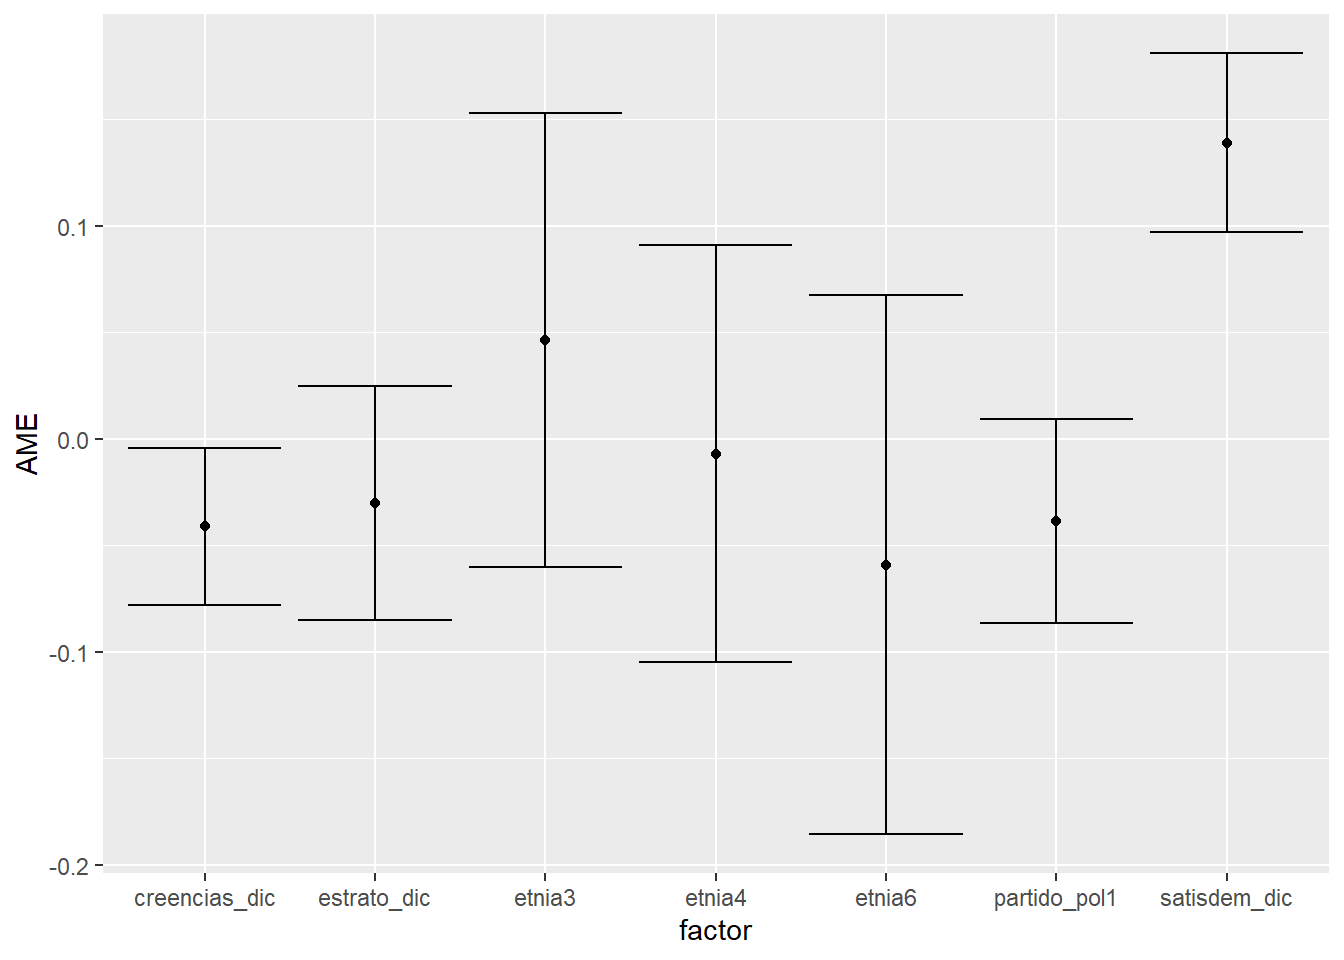 AME
0.1
0.0
-0.1
-0.2
creencias_dic estrato_dic etnia3 etnia4 etnia6 partido_pol1 satisdem_dic
factor